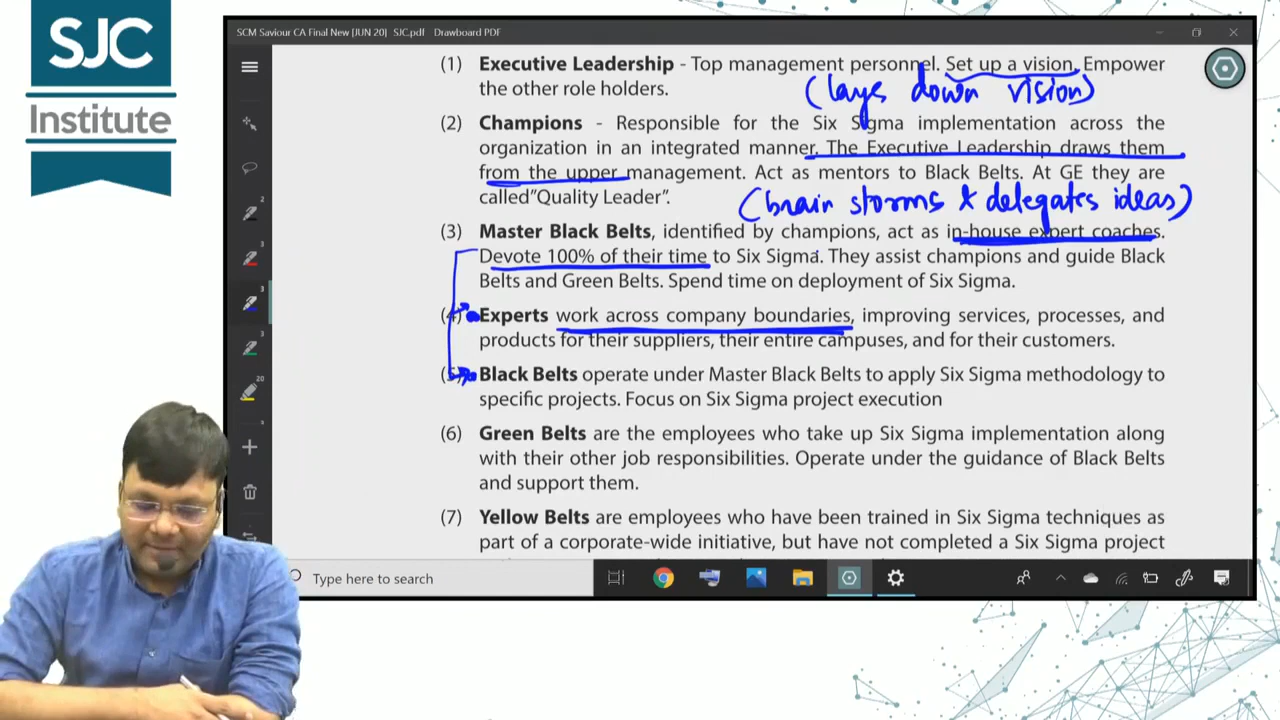 SJC
Institute
SCM Saviour CA Final New [JUN 20] SJC.pdf Drawboard PDF
(1) Executive Leadership - Top management personnel. Set up a vision. Empower
the other role holders.
(lays down vision)
(2) Champions - Responsible for the Six Sigma implementation across the
organization in an integrated manner. The Executive Leadership draws them
from the upper management. Act as mentors to Black Belts. At GE they are
called"Quality Leader".
(brain storms & delegates ideas)
(3) Master Black Belts, identified by champions, act as in-house expert coaches.
Devote 100% of their time to Six Sigma. They assist champions and guide Black
Belts and Green Belts. Spend time on deployment of Six Sigma.
(4) Experts work across company boundaries, improving services, processes, and
products for their suppliers, their entire campuses, and for their customers.
(5) Black Belts operate under Master Black Belts to apply Six Sigma methodology to
specific projects. Focus on Six Sigma project execution
(6) Green Belts are the employees who take up Six Sigma implementation along
with their other job responsibilities. Operate under the guidance of Black Belts
and support them.
(7) Yellow Belts are employees who have been trained in Six Sigma techniques as
part of a corporate-wide initiative, but have not completed a Six Sigma project
Type here to search
2
3
3
3
20